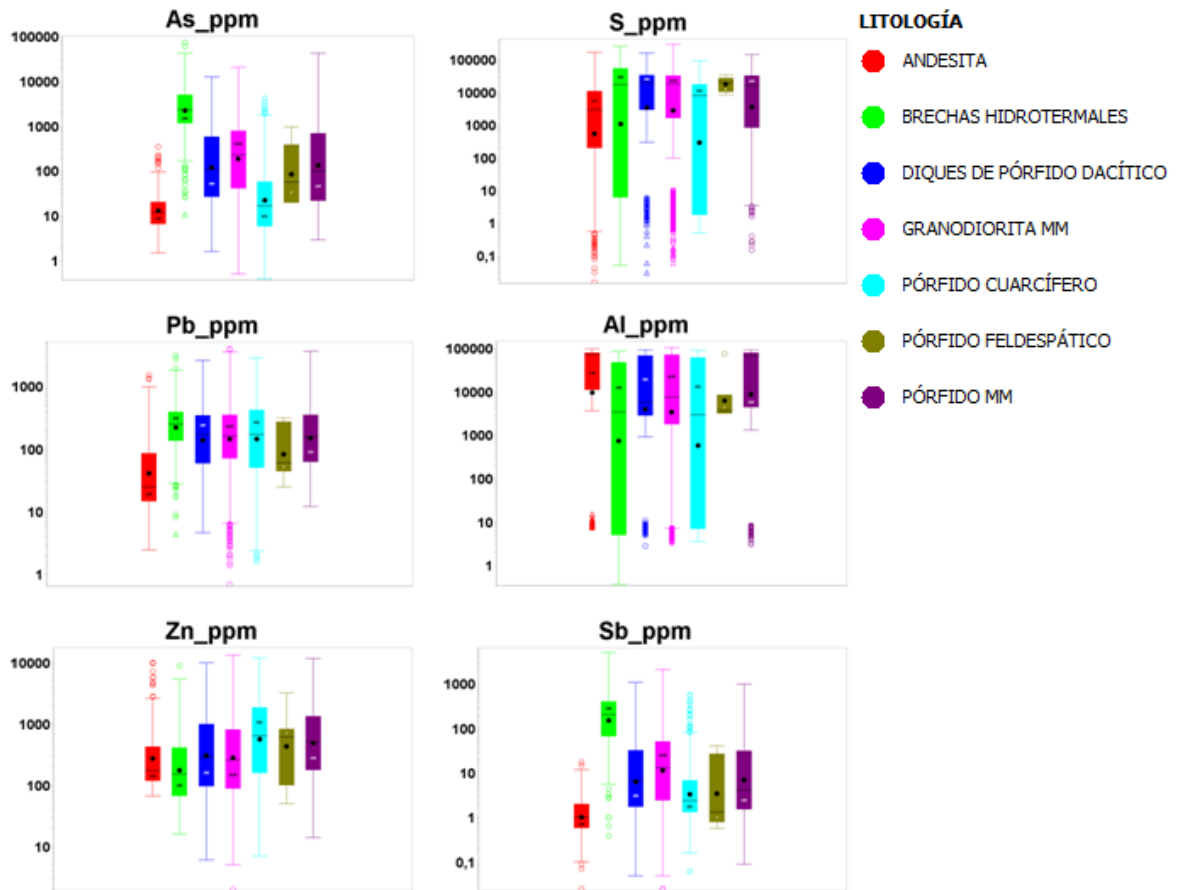 As_ppm
100000
10000
1000
100
10
1
S_ppm
100000
10000
1000
100
10
1
0,1
LITOLOGÍA
ANDESITA
BRECHAS HIDROTERMALES
DIQUES DE PÓRFIDO DACÍTICO
GRANODIORITA MM
PÓRFIDO CUARCÍFERO
PÓRFIDO FELDESPÁTICO
PÓRFIDO MM
Pb_ppm
1000
100
10
1
Al_ppm
100000
10000
1000
100
10
1
Zn_ppm
10000
1000
100
10
Sb_ppm
1000
100
10
1
0,1